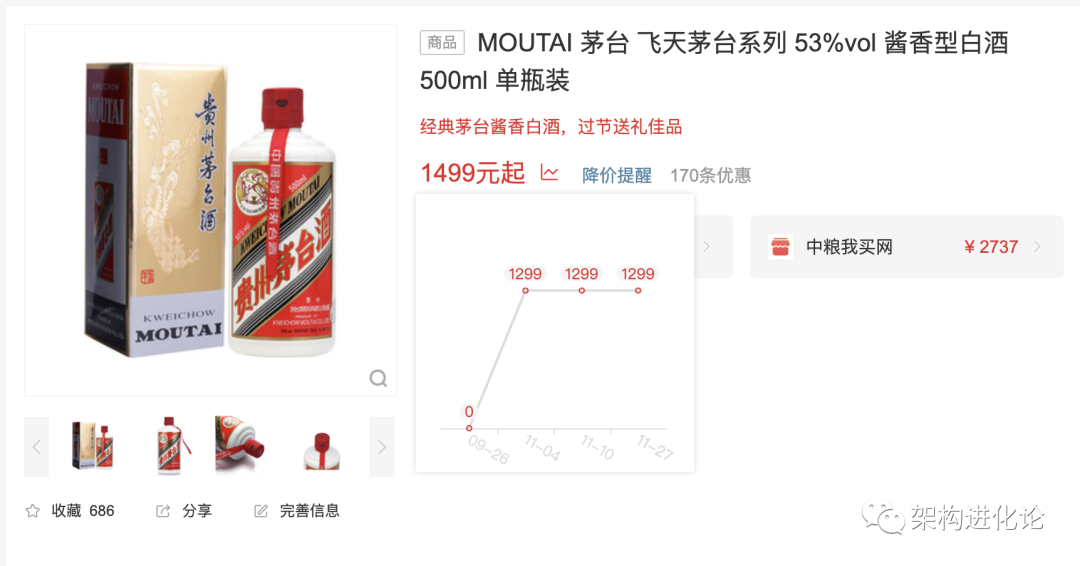 商品 MOUTAI 茅台 飞天茅台系列 53%vol 酱香型白酒
500ml 单瓶装
经典茅台酱香白酒，过节送礼佳品
1499元起 降价提醒 170条优惠
中粮我买网 ¥ 2737
1299 1299 1299
0
09-26 11-04 11-10 11-27
KWEICHOW
MOUTAI
贵州茅台酒
KWEICHOW
MOUTAI
中国贵州茅台酒
500ml
KWEICHOW MOUTAI
贵州茅台酒
收藏 686 分享 完善信息
架构进化论